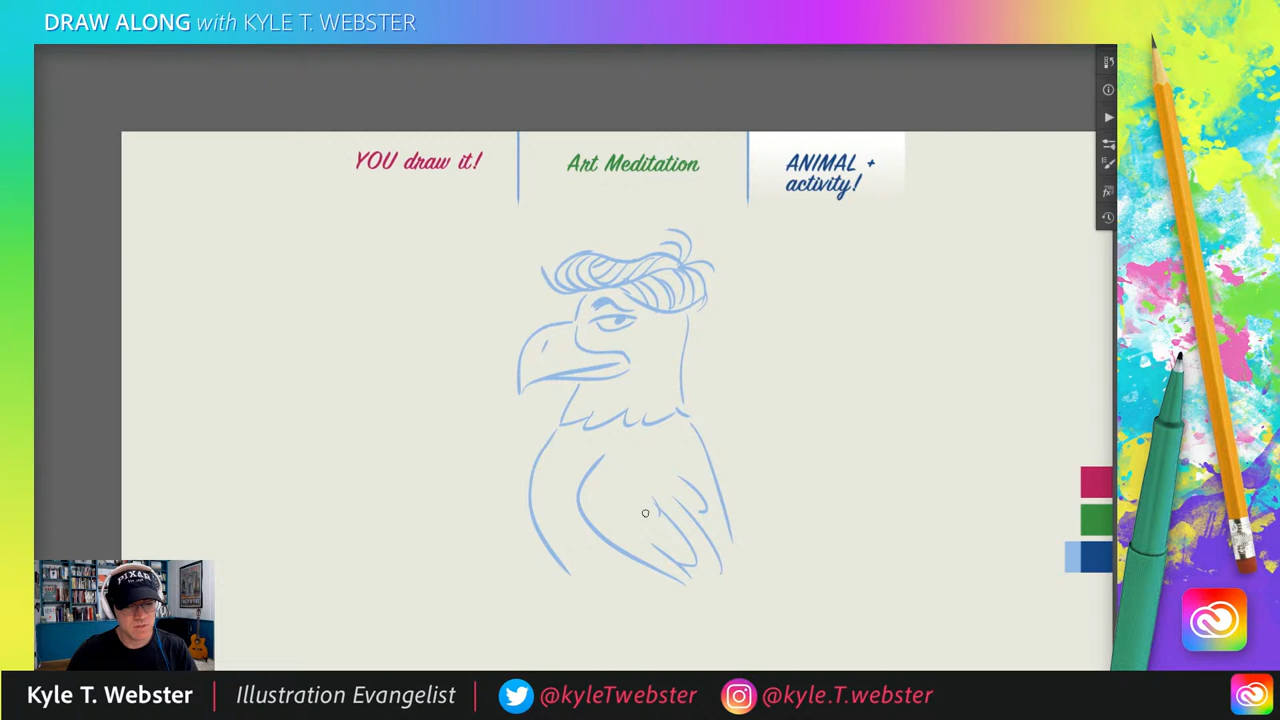 DRAW ALONG with KYLE T. WEBSTER
YOU draw it!
Art Meditation
ANIMAL +
activity!
PIXAR
Kyle T. Webster | Illustration Evangelist | @kyleTwebster @kyle.T.webster